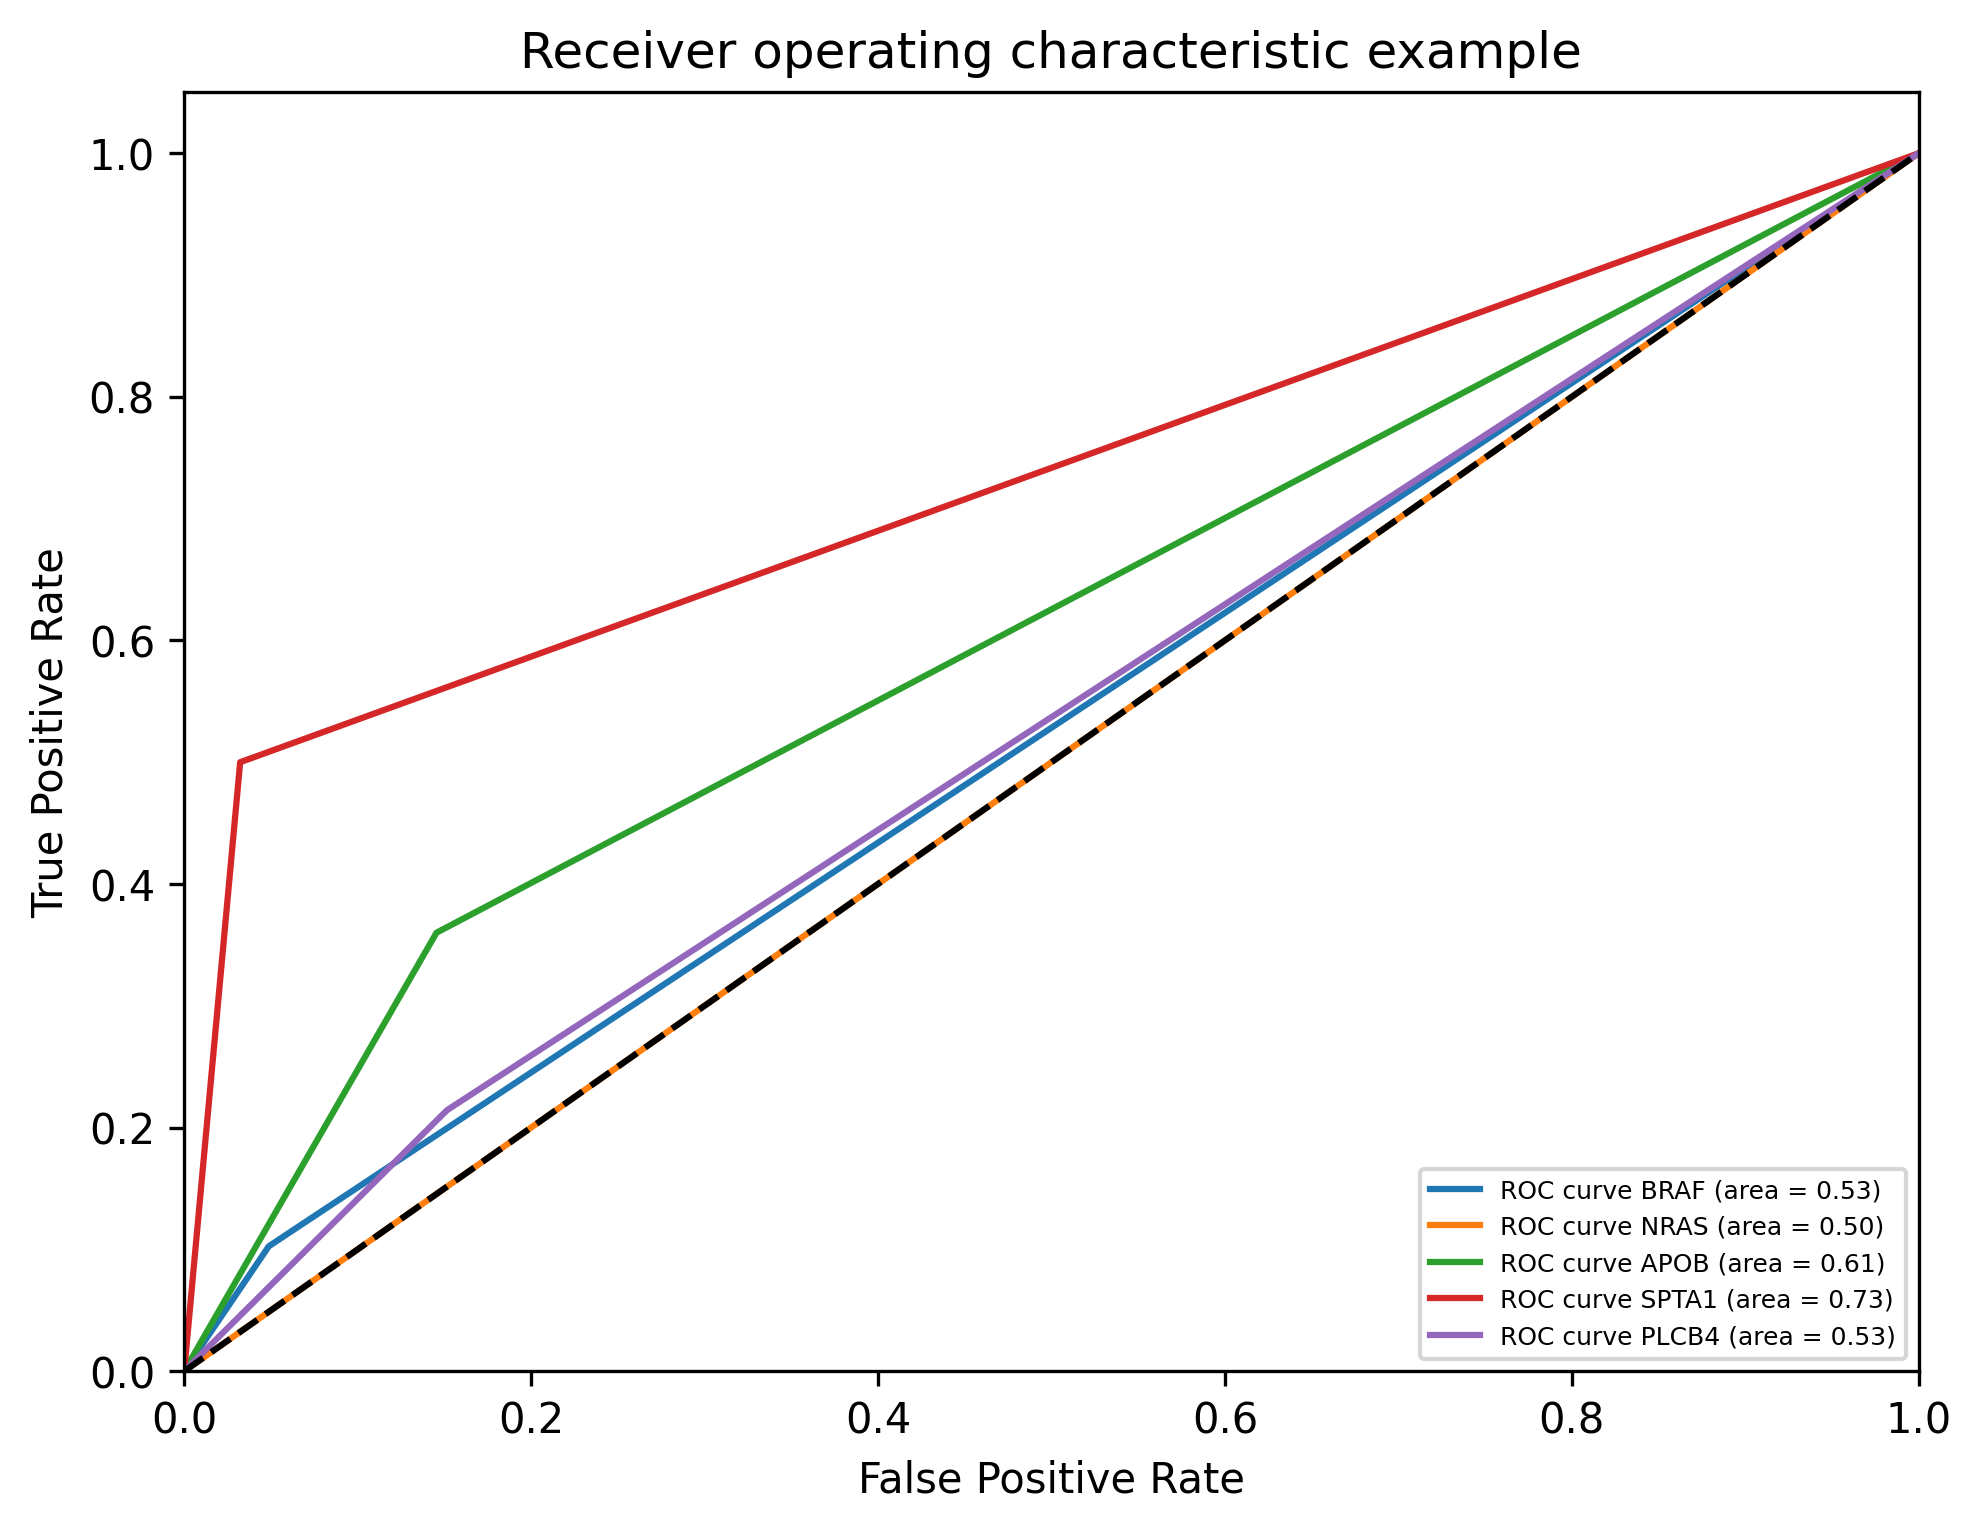 Receiver operating characteristic example
True Positive Rate
1.0
0.8
0.6
0.4
0.2
0.0
ROC curve BRAF (area = 0.53)
ROC curve NRAS (area = 0.50)
ROC curve APOB (area = 0.61)
ROC curve SPTA1 (area = 0.73)
ROC curve PLCB4 (area = 0.53)
0.0 0.2 0.4 0.6 0.8 1.0
False Positive Rate